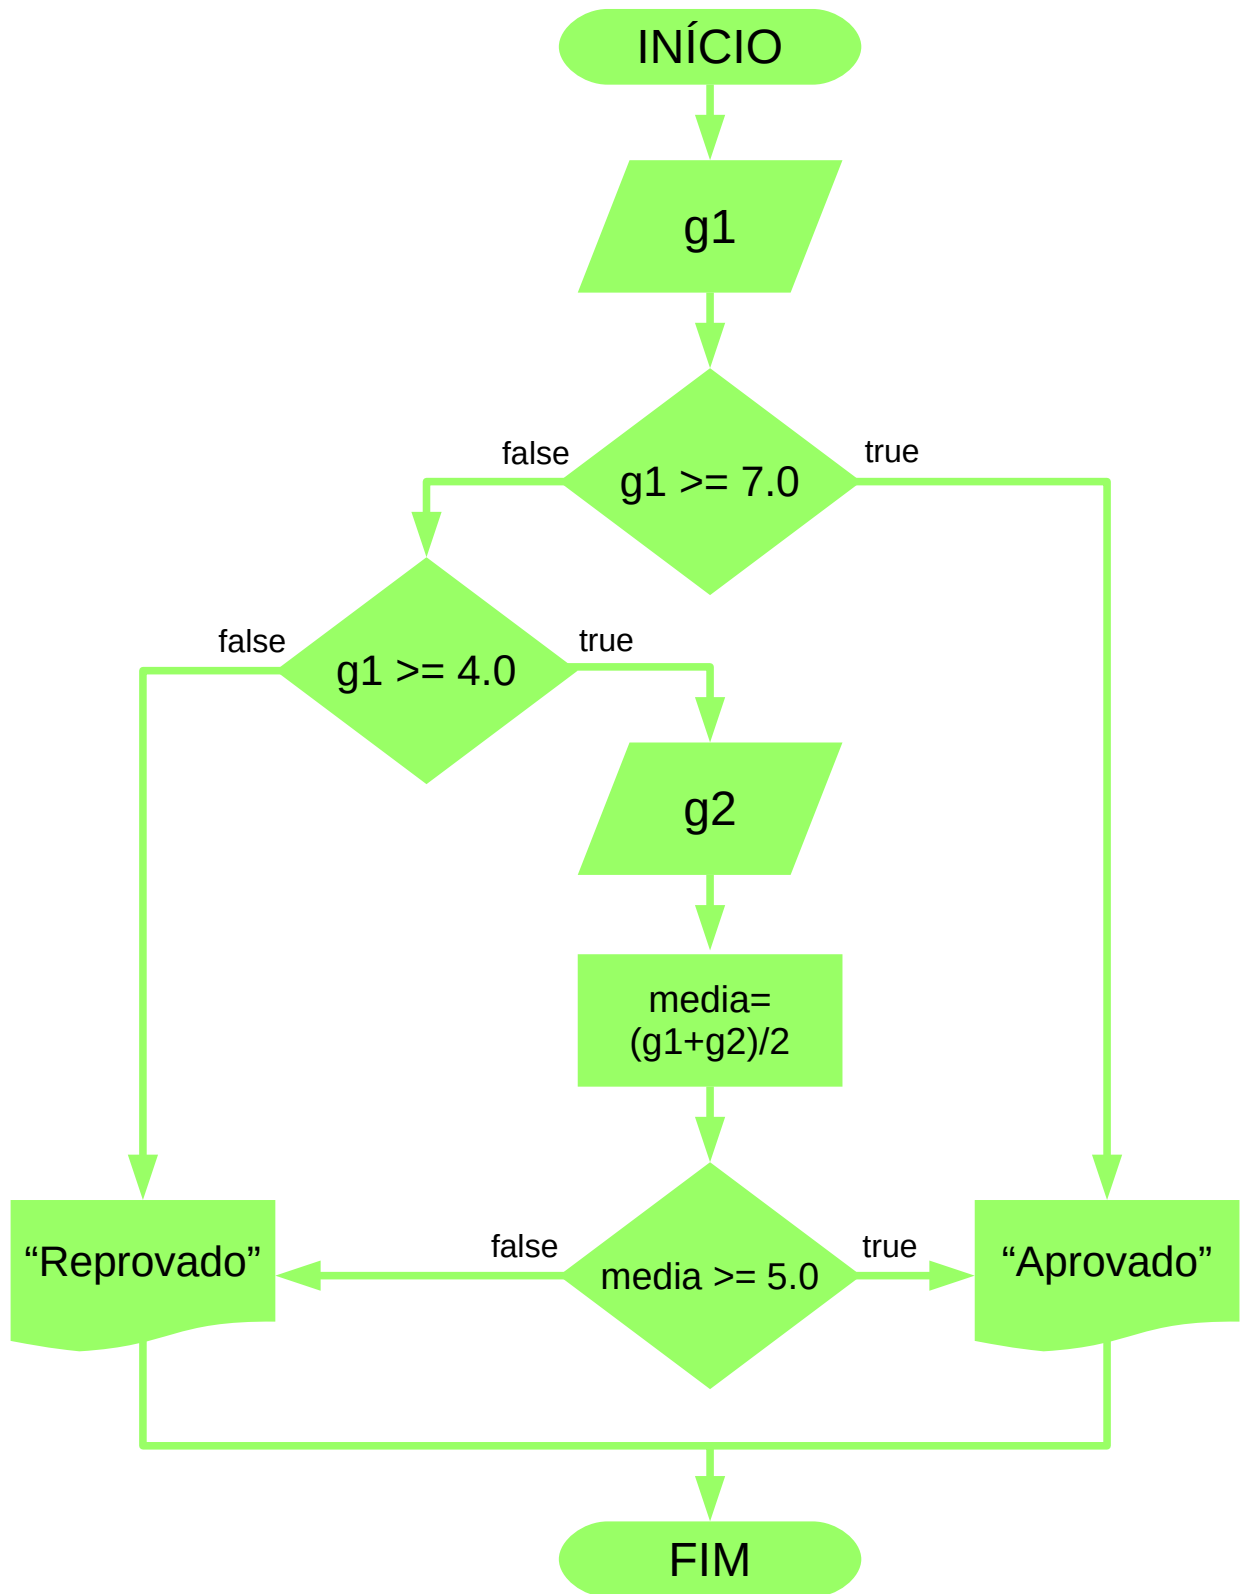 INÍCIO
g1
false
true
g1 >= 7.0
false
true
g1 >= 4.0
g2
media=
(g1+g2)/2
“Reprovado”
false
media >= 5.0
true
“Aprovado”
FIM